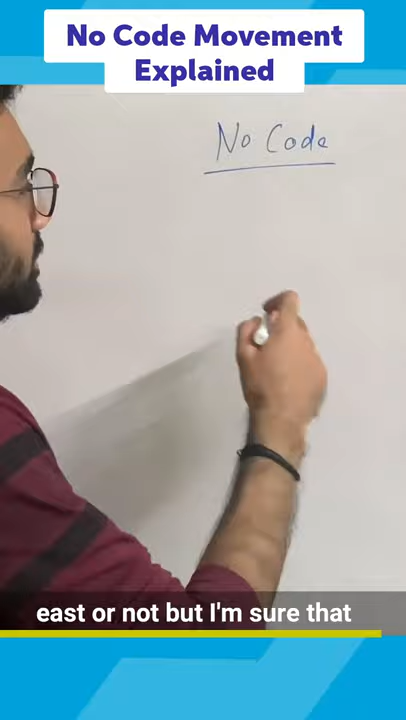 No Code Movement
Explained
No Code
east or not but I'm sure that